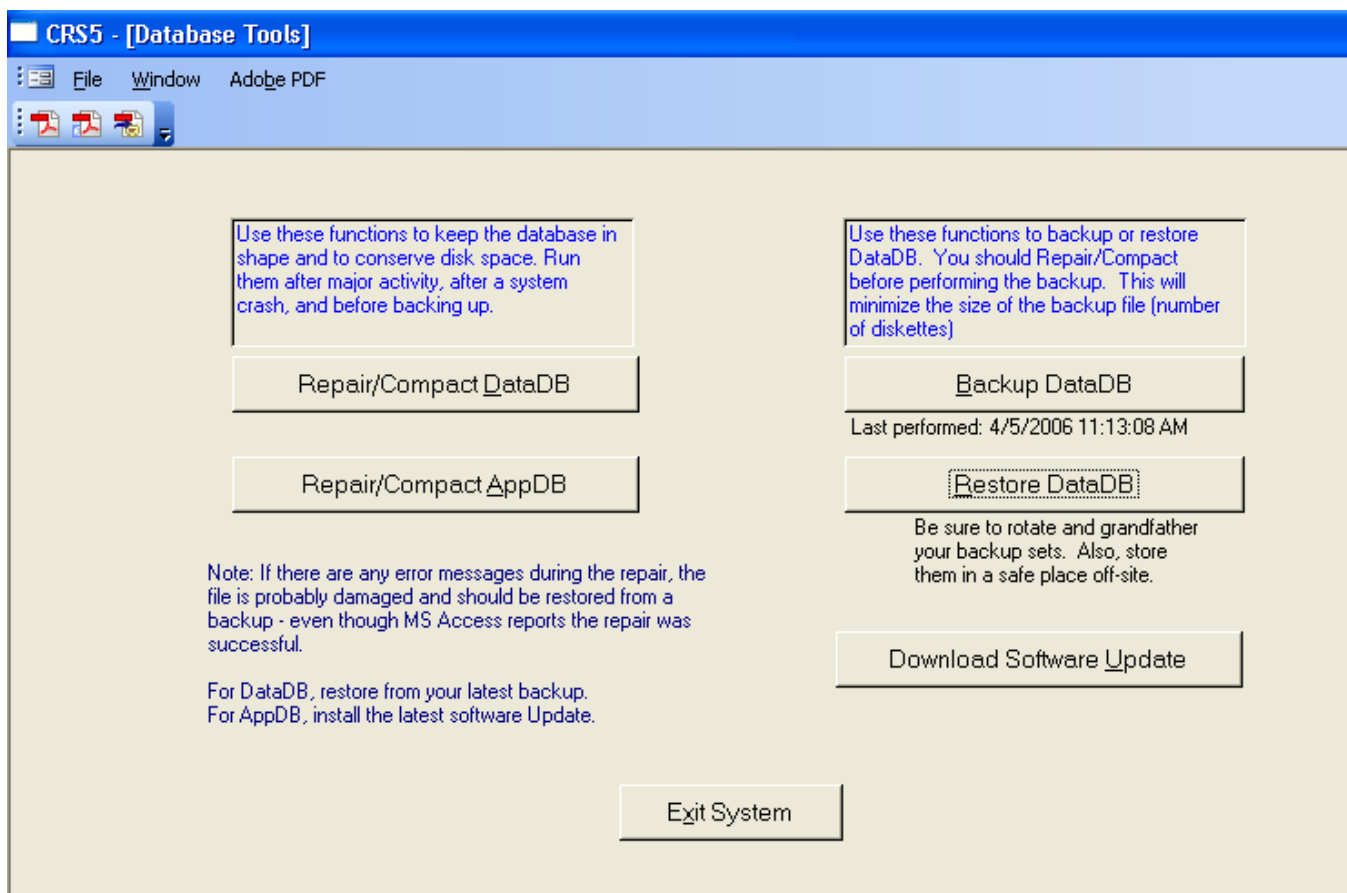 CRS5 - [Database Tools]
File Window Adobe PDF
Use these functions to keep the database in
shape and to conserve disk space. Run
them after major activity, after a system
crash, and before backing up.
Repair/Compact DataDB
Repair/Compact AppDB
Note: If there are any error messages during the repair, the
file is probably damaged and should be restored from a
backup - even though MS Access reports the repair was
successful.
For DataDB, restore from your latest backup.
For AppDB, install the latest software Update.
Use these functions to backup or restore
DataDB.  You should Repair/Compact
before performing the backup.  This will
minimize the size of the backup file (number
of diskettes)
Backup DataDB
Last performed: 4/5/2006 11:13:08 AM
Restore DataDB
Be sure to rotate and grandfather
your backup sets.  Also, store
them in a safe place off-site.
Download Software Update
Exit System